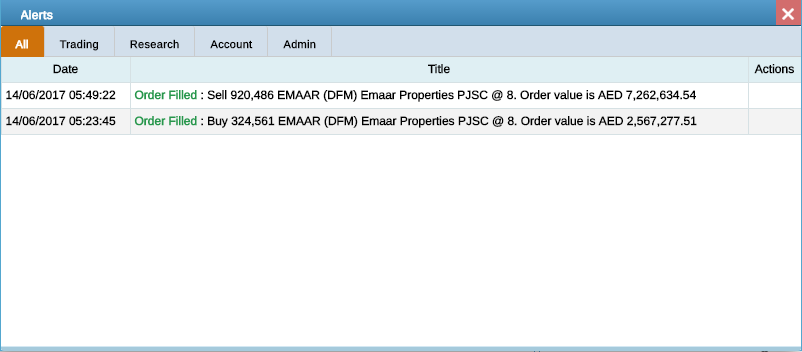 Alerts
All Trading Research Account Admin
Date Title Actions
14/06/2017 05:49:22 Order Filled : Sell 920,486 EMAAR (DFM) Emaar Properties PJSC @ 8. Order value is AED 7,262,634.54
14/06/2017 05:23:45 Order Filled : Buy 324,561 EMAAR (DFM) Emaar Properties PJSC @ 8. Order value is AED 2,567,277.51